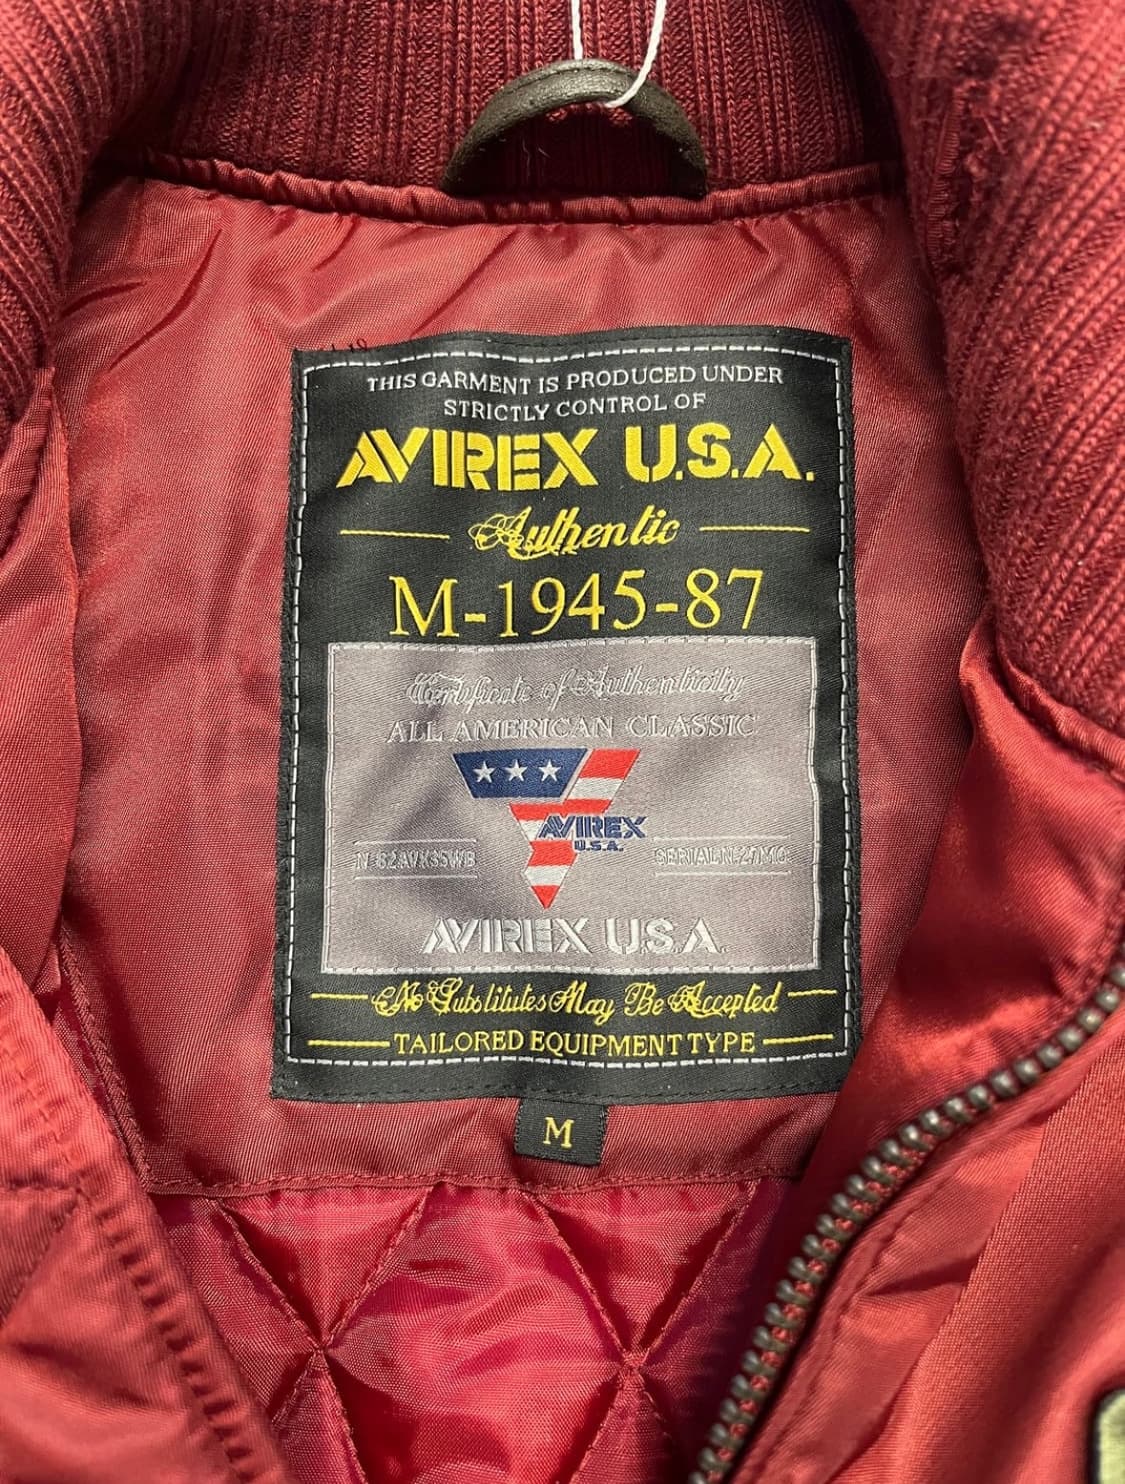 THIS GARMENT IS PRODUCED UNDER
STRICTLY CONTROL OF
AVIREX U.S.A.
Authentic
M-1945-87
Certificate of Authenticity
ALL AMERICAN CLASSIC
AVIREX
U.S.A.
AVIREX U.S.A.
No Substitutes May Be Accepted
TAILORED EQUIPMENT TYPE
M